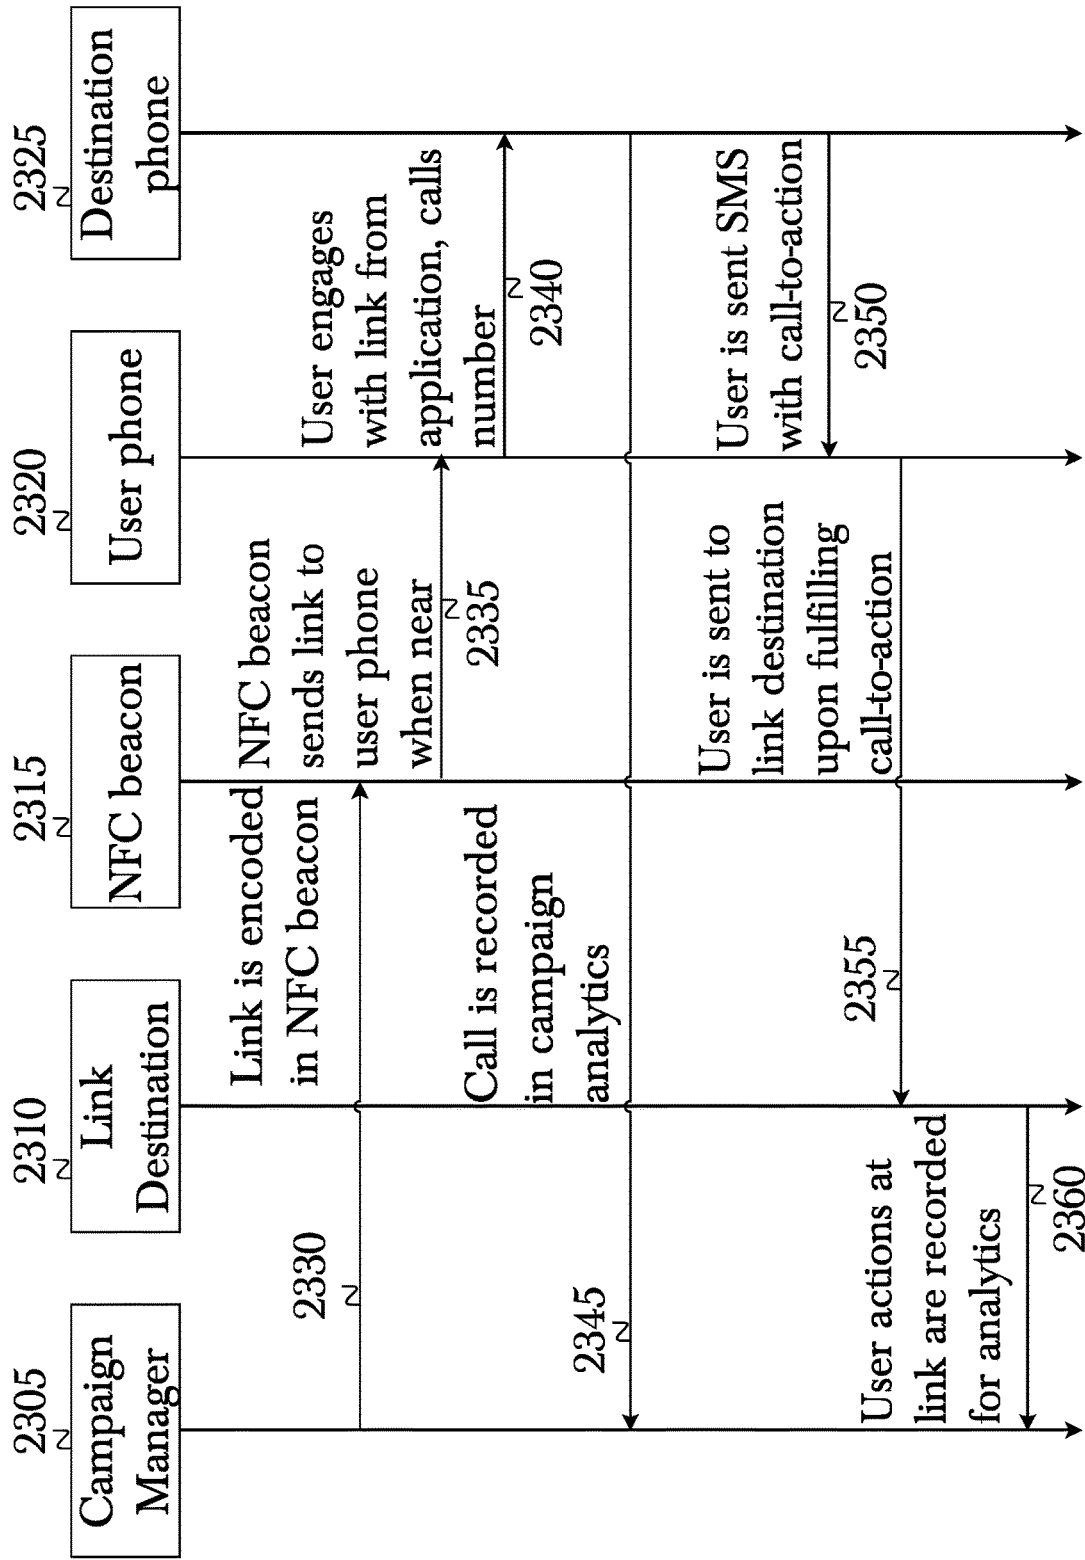 2305
Campaign
Manager
2310
Link
Destination
2315
NFC beacon
2320
User phone
2325
Destination
phone
2330
Link is encoded
in NFC beacon
NFC beacon
sends link to
user phone
when near
2335
User engages
with link from
application, calls
number
2340
Call is recorded
in campaign
analytics
2345
User is sent SMS
with call-to-action
2350
User is sent to
link destination
upon fulfilling
call-to-action
2355
User actions at
link are recorded
for analytics
2360